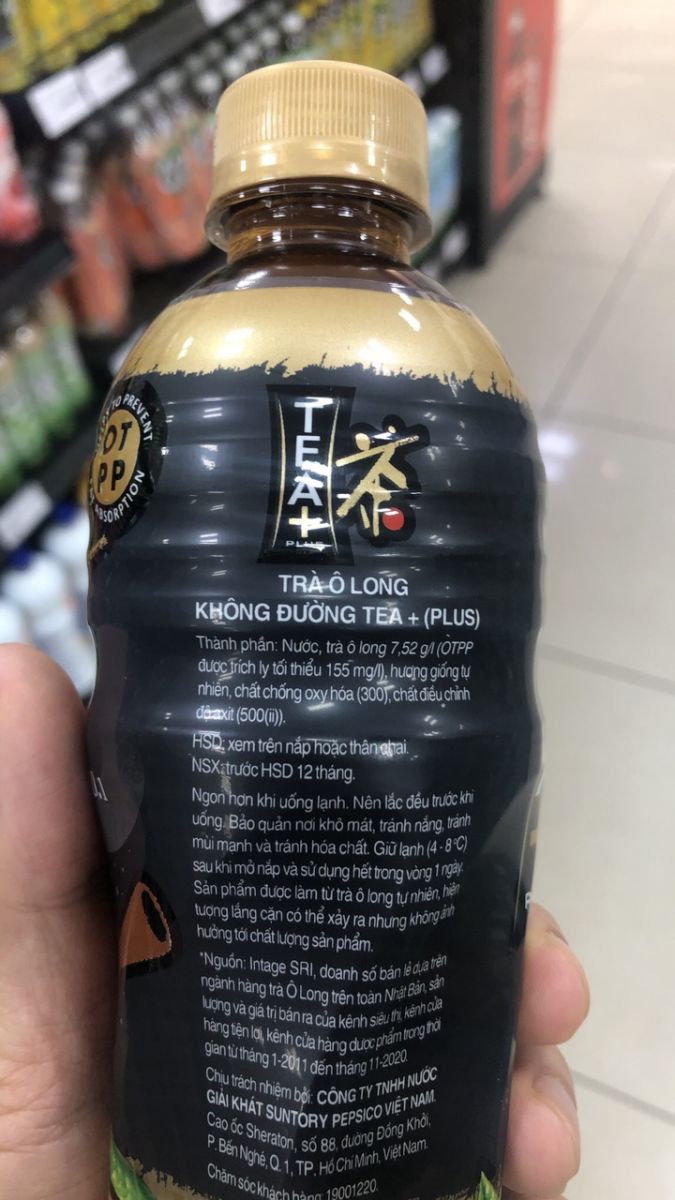 TO PREVENT
OT
PP
ABSORPTION
TEA+
PLUS
茶
TRÀ Ô LONG
KHÔNG ĐƯỜNG TEA + (PLUS)
Thành phần: Nước, trà ô long 7,52 g/l (OTPP
được trích ly tối thiểu 155 mg/l), hương giống tự
nhiên, chất chống oxy hóa (300), chất điều chỉnh
độ axit (500(ii)).
HSD: xem trên nắp hoặc thân chai.
NSX: trước HSD 12 tháng.
Ngon hơn khi uống lạnh. Nên lắc đều trước khi
uống. Bảo quản nơi khô mát, tránh nắng, tránh
mùi mạnh và tránh hóa chất. Giữ lạnh (4 - 8 °C)
sau khi mở nắp và sử dụng hết trong vòng 1 ngày.
Sản phẩm được làm từ trà ô long tự nhiên, hiện
tượng lắng cặn có thể xảy ra nhưng không ảnh
hưởng tới chất lượng sản phẩm.
*Nguồn: Intage SRI, doanh số bán lẻ dựa trên
ngành hàng trà Ô Long trên toàn Nhật Bản, sản
lượng và giá trị bán ra của kênh siêu thị, kênh cửa
hàng tiện lợi, kênh cửa hàng dược phẩm trong thời
gian từ tháng 1-2011 đến tháng 11-2020.
Chịu trách nhiệm bởi: CÔNG TY TNHH NƯỚC
GIẢI KHÁT SUNTORY PEPSICO VIỆT NAM.
Cao ốc Sheraton, số 88, đường Đồng Khởi,
P. Bến Nghé, Q. 1, TP. Hồ Chí Minh, Việt Nam.
Chăm sóc khách hàng: 19001220.